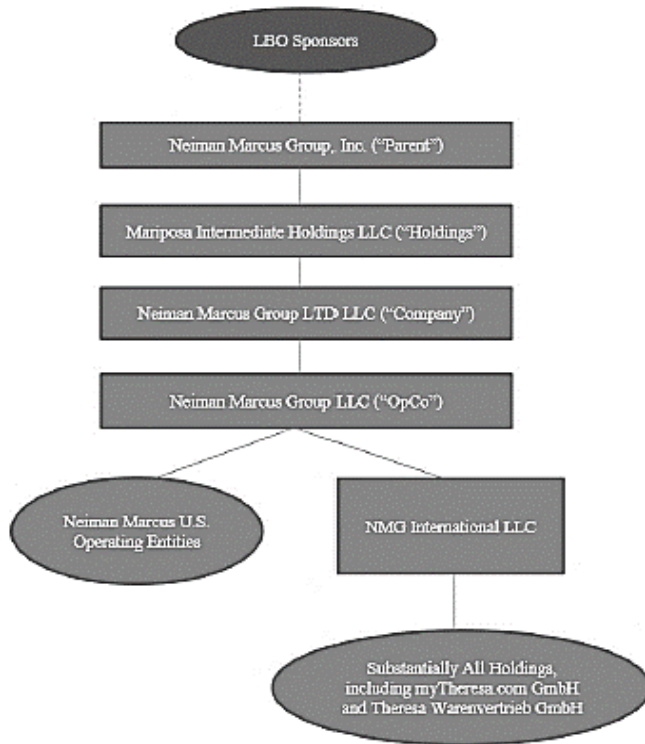 LBO Sponsors
Neiman Marcus Group, Inc. (“Parent”)
Mariposa Intermediate Holdings LLC (“Holdings”)
Neiman Marcus Group LTD LLC (“Company”)
Neiman Marcus Group LLC (“OpCo”)
Neiman Marcus U.S.
Operating Entities
NMG International LLC
Substantially All Holdings,
including myTheresa.com GmbH
and Theresa Warenvertrieb GmbH